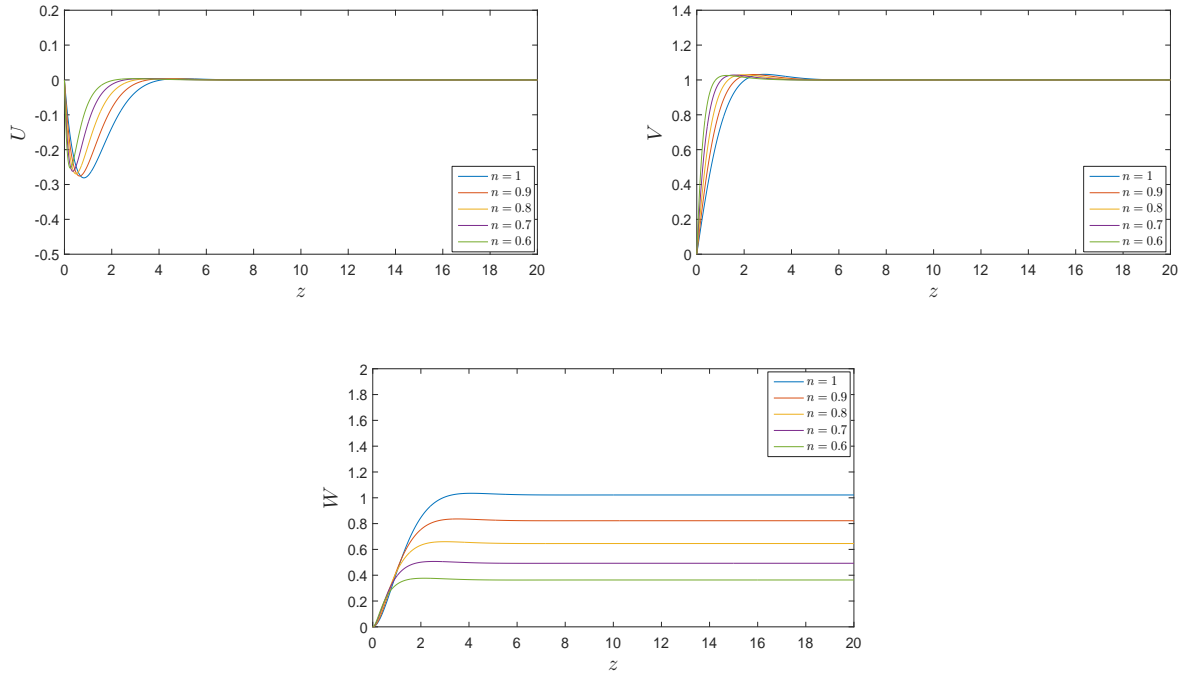 0.2
0.1
0
-0.1
-0.2
-0.3
-0.4
-0.5
U
n = 1
n = 0.9
n = 0.8
n = 0.7
n = 0.6
0 2 4 6 8 10 12 14 16 18 20
z
1.4
1.2
1
0.8
0.6
0.4
0.2
0
V
n = 1
n = 0.9
n = 0.8
n = 0.7
n = 0.6
0 2 4 6 8 10 12 14 16 18 20
z
2
1.8
1.6
1.4
1.2
1
0.8
0.6
0.4
0.2
0
W
n = 1
n = 0.9
n = 0.8
n = 0.7
n = 0.6
0 2 4 6 8 10 12 14 16 18 20
z